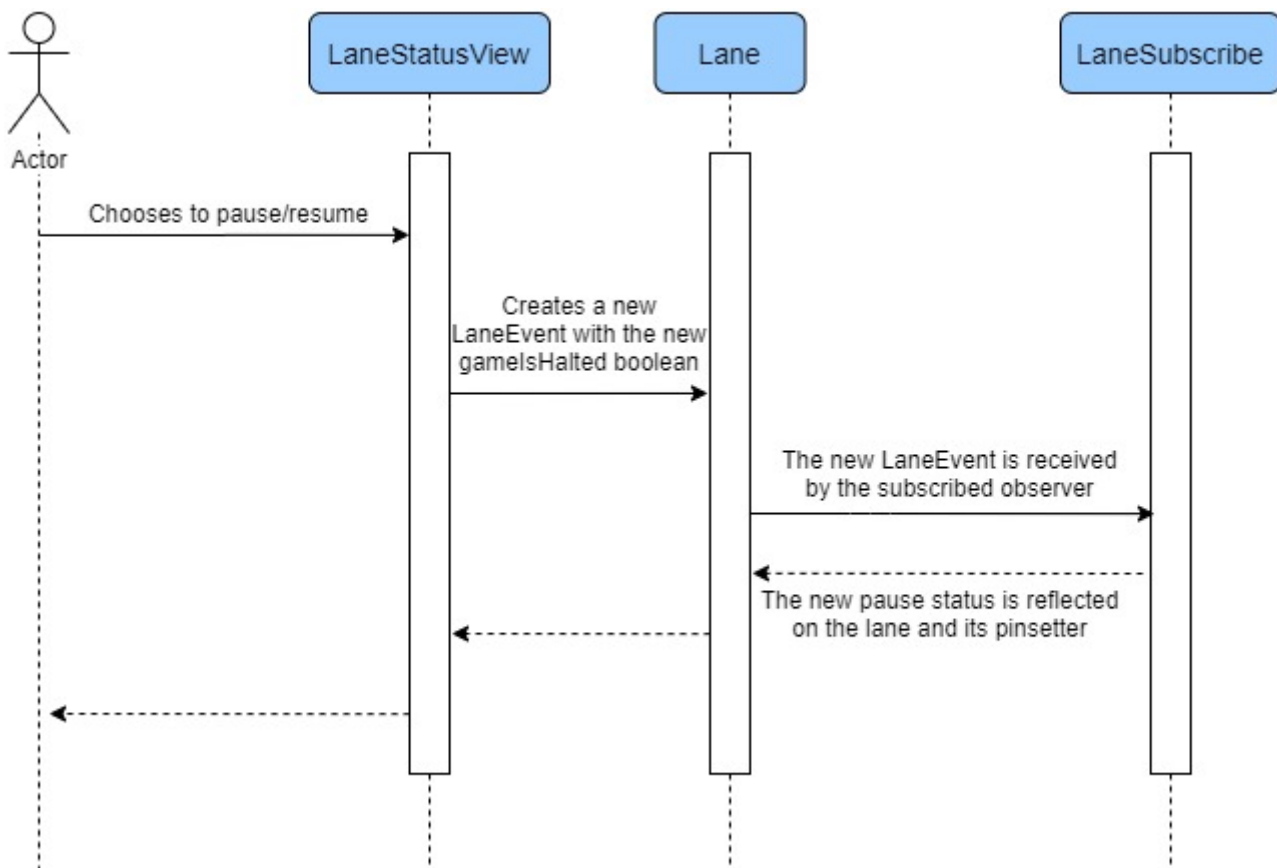 LaneStatusView
Lane
LaneSubscribe
Actor
Chooses to pause/resume
Creates a new
LaneEvent with the new
gameIsHalted boolean
The new LaneEvent is received
by the subscribed observer
The new pause status is reflected
on the lane and its pinsetter